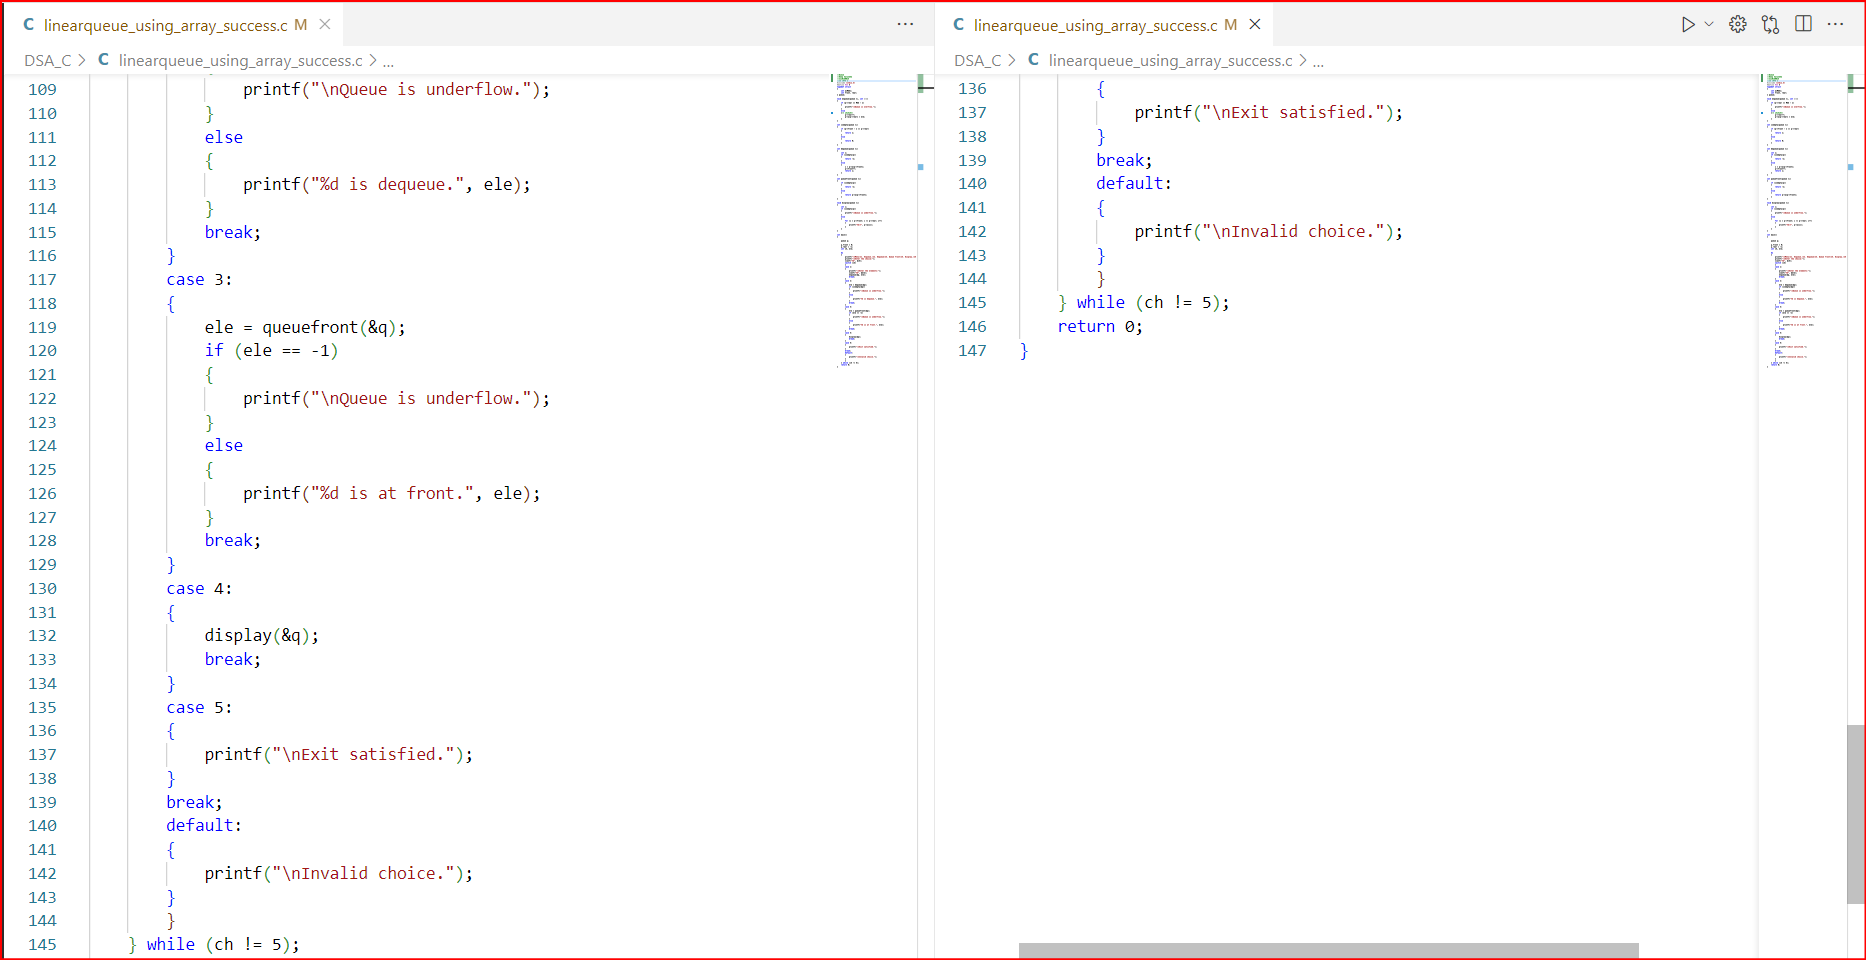 C linearqueue_using_array_success.c M
DSA_C > C linearqueue_using_array_success.c > ...
109 printf("\nQueue is underflow.");
110 }
111 else
112 {
113 printf("%d is dequeue.", ele);
114 }
115 break;
116 }
117 case 3:
118 {
119 ele = queuefront(&q);
120 if (ele == -1)
121 {
122 printf("\nQueue is underflow.");
123 }
124 else
125 {
126 printf("%d is at front.", ele);
127 }
128 break;
129 }
130 case 4:
131 {
132 display(&q);
133 break;
134 }
135 case 5:
136 {
137 printf("\nExit satisfied.");
138 }
139 break;
140 default:
141 {
142 printf("\nInvalid choice.");
143 }
144 }
145 } while (ch != 5);
C linearqueue_using_array_success.c M
DSA_C > C linearqueue_using_array_success.c > ...
136 {
137 printf("\nExit satisfied.");
138 }
139 break;
140 default:
141 {
142 printf("\nInvalid choice.");
143 }
144 }
145 } while (ch != 5);
146 return 0;
147 }